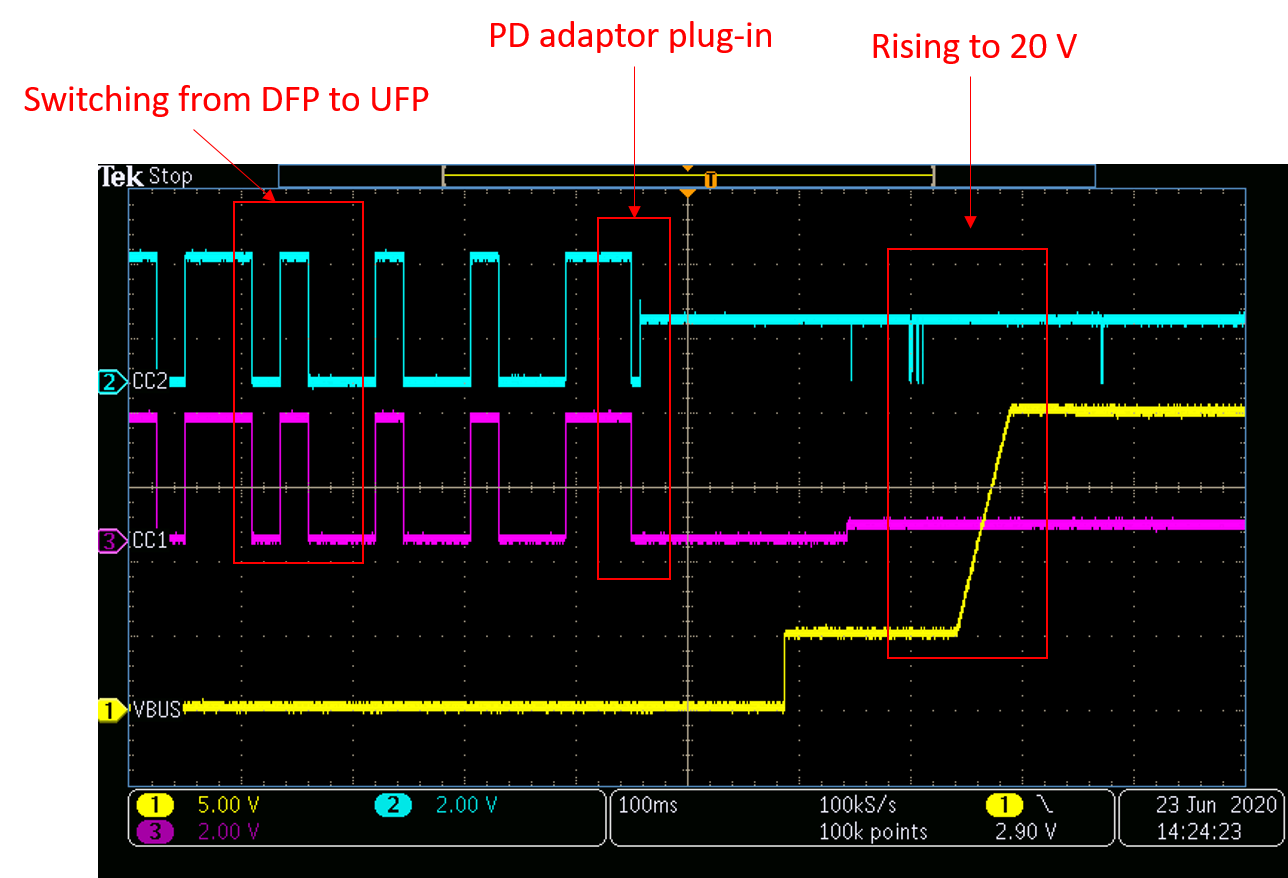 PD adaptor plug-in
Rising to 20 V
Switching from DFP to UFP
Tek Stop
T
2 CC2
3 CC1
1 VBUS
1 5.00 V 2 2.00 V 100ms 100kS/s 1 23 Jun 2020
3 2.00 V 100k points 2.90 V 14:24:23